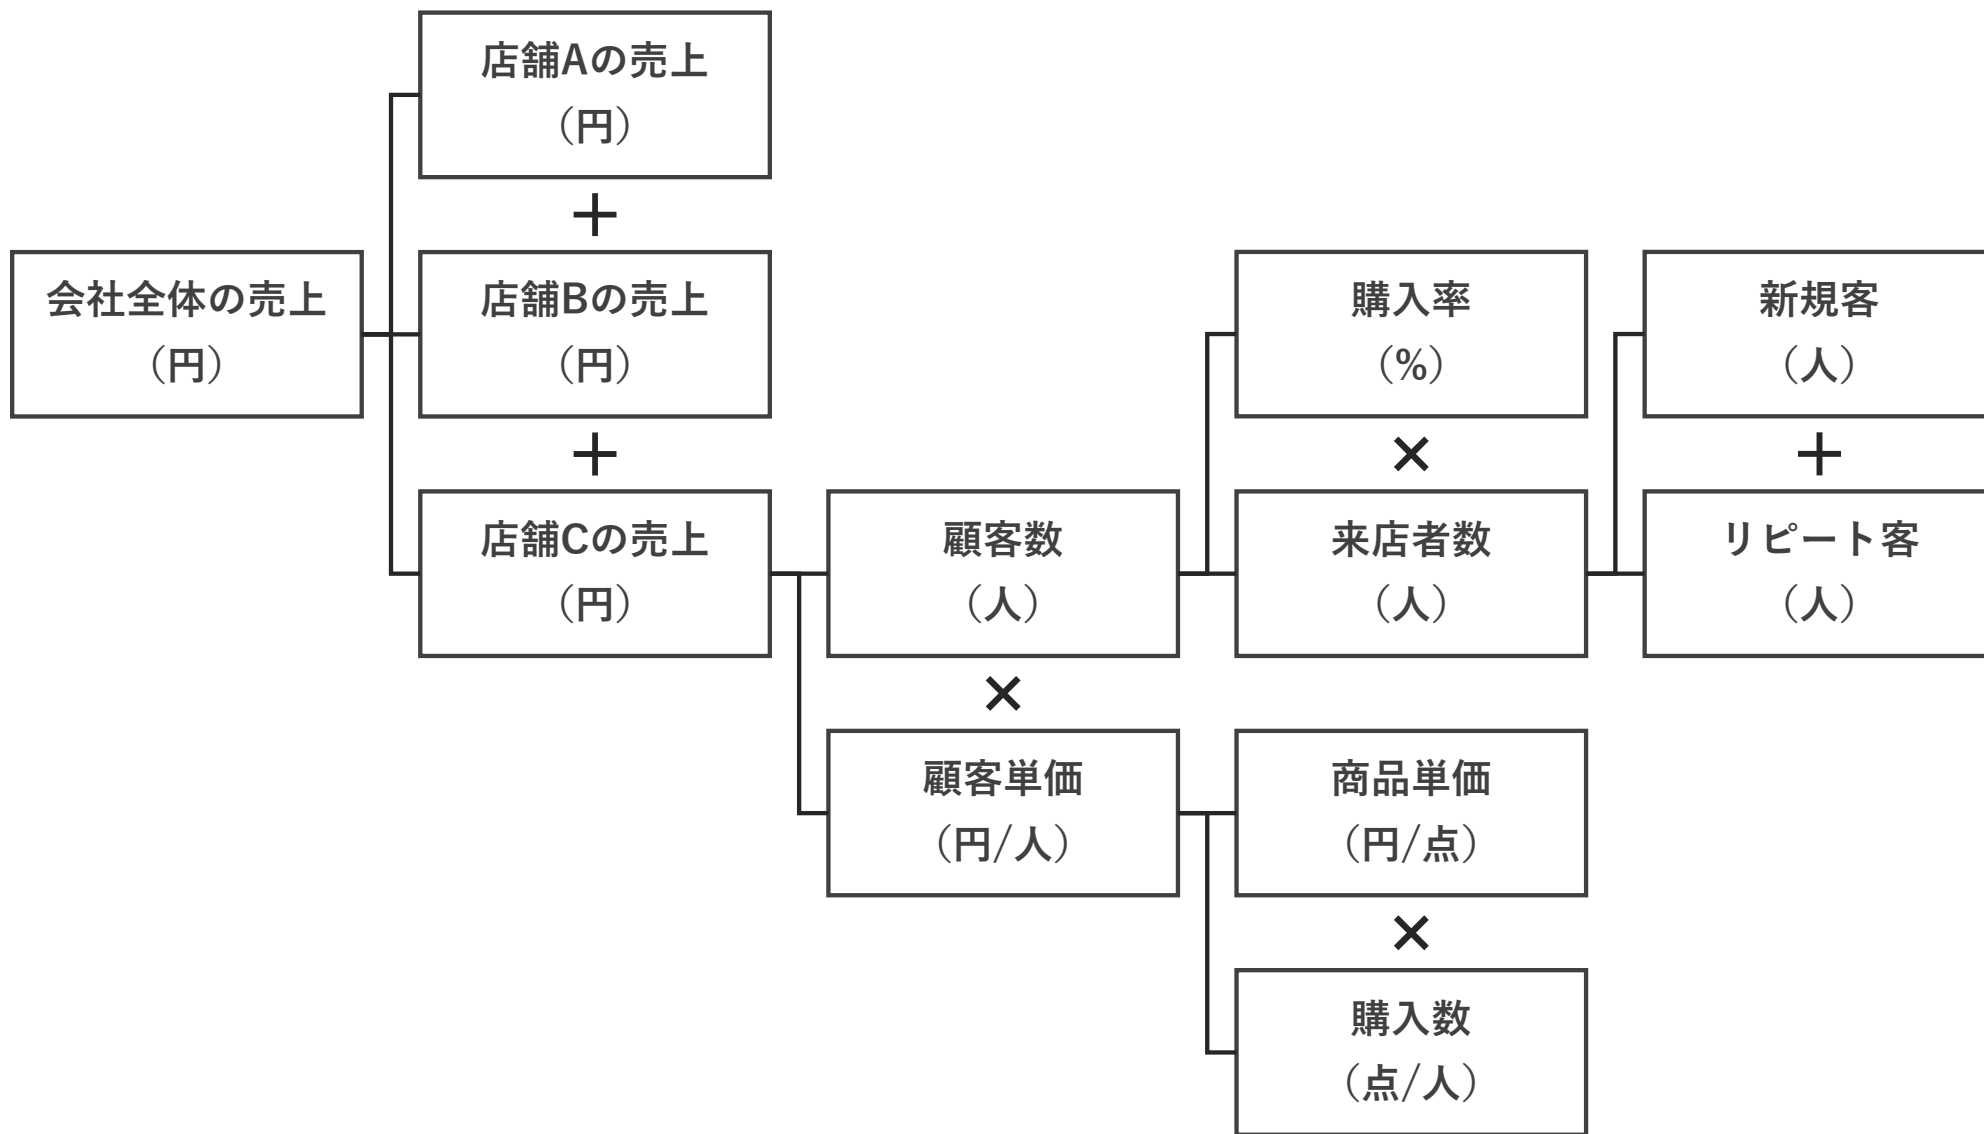 店舗Aの売上
（円）
＋
会社全体の売上
（円）
店舗Bの売上
（円）
購入率
（%）
新規客
（人）
＋
×
＋
店舗Cの売上
（円）
顧客数
（人）
来店者数
（人）
リピート客
（人）
×
顧客単価
（円/人）
商品単価
（円/点）
×
購入数
（点/人）